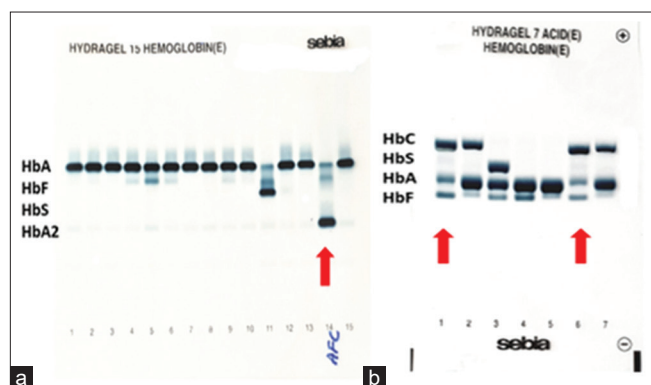 HYDRAGEL 15 HEMOGLOBIN(E)
sebia
HbA
HbF
HbS
HbA2
1 2 3 4 5 6 7 8 9 10 11 12 13 14 15
AFC
a
HYDRAGEL 7 ACID(E)
HEMOGLOBIN(E)
+
HbC
HbS
HbA
HbF
1 2 3 4 5 6 7
sebia
−
b